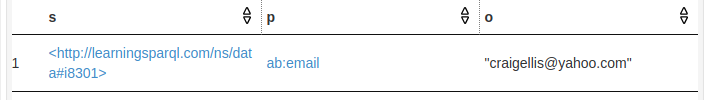 s p o
1 <http://learningsparql.com/ns/dat
a#i8301> ab:email "craigellis@yahoo.com"